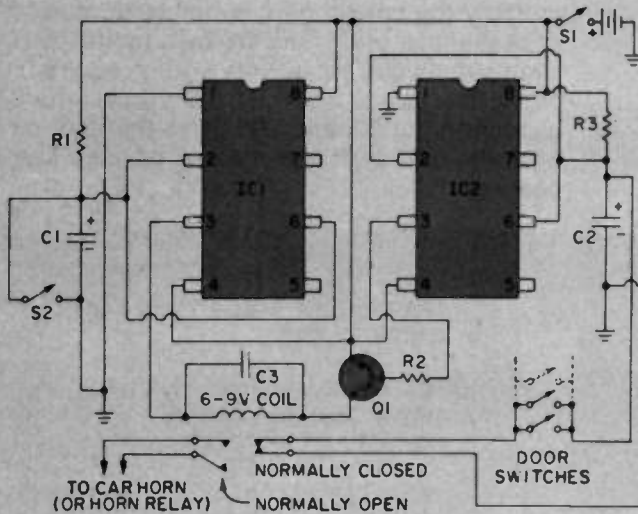 S1
+
R1
1
8
2
7
IC1
3
6
4
5
1
8
2
7
IC2
3
6
4
5
R3
+
-
C1
+
-
C2
S2
C3
6-9V COIL
R2
Q1
NORMALLY CLOSED
DOOR
SWITCHES
TO CAR HORN
(OR HORN RELAY)
NORMALLY OPEN